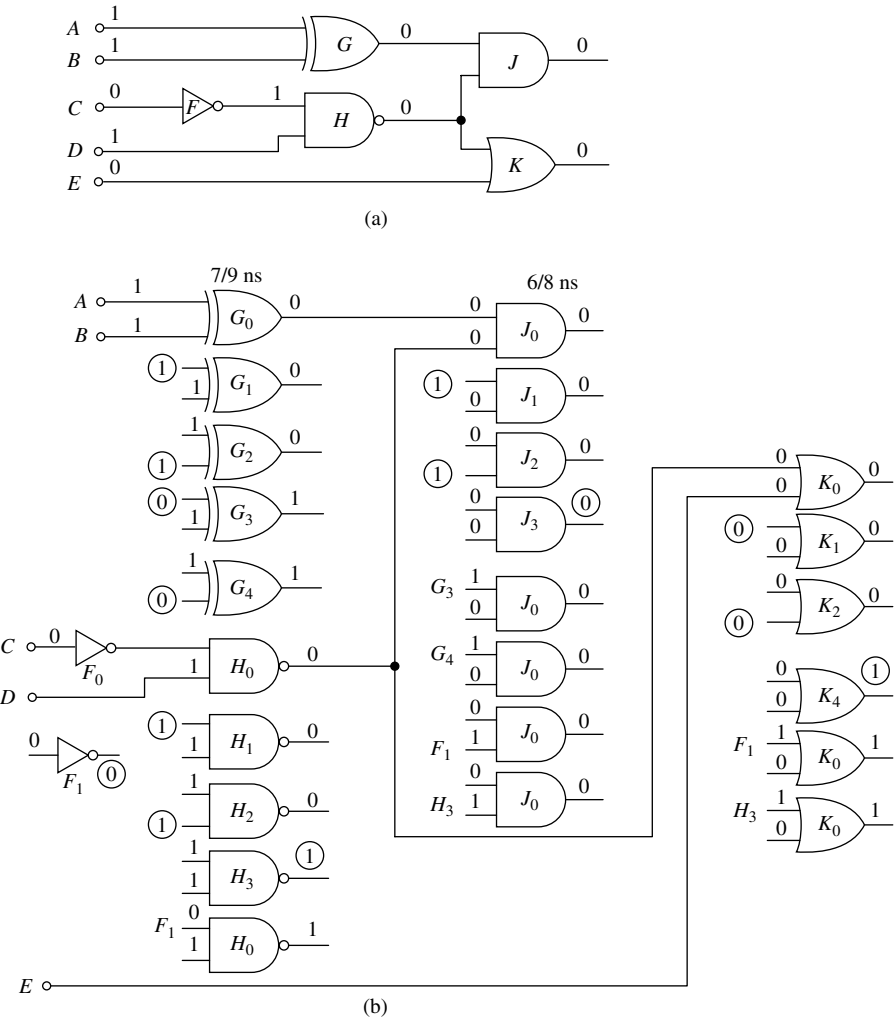 A 1
1 0 0
G J
B
C 0 1 0
F H
D 1 0
E 0 K
(a)
7/9 ns 6/8 ns
A 1 0 0 0
G0 J0
B 1 0
1 0 1 0
G1 J1
1 0
1 0 0 0
G2 J2
1 1
0 1 0 0
G3 J3
1 0
0 0
K0
0
0 0
K1
0
1 1 G3 1 0
G4 J0
0 0
0 0
K2
0
C 0 0 G4 1 0
F0 1 H0 J0
D 0
0 1
K4
0
1 0 0 0
H1 J0
1 F1 1
0 F1 0
F1 1 1
K0
0
1 0 0 0
H2 J0
1 H3 1
H3 1 1
K0
0
1 1
H3
1
F1 0 1
H0
1
E
(b)